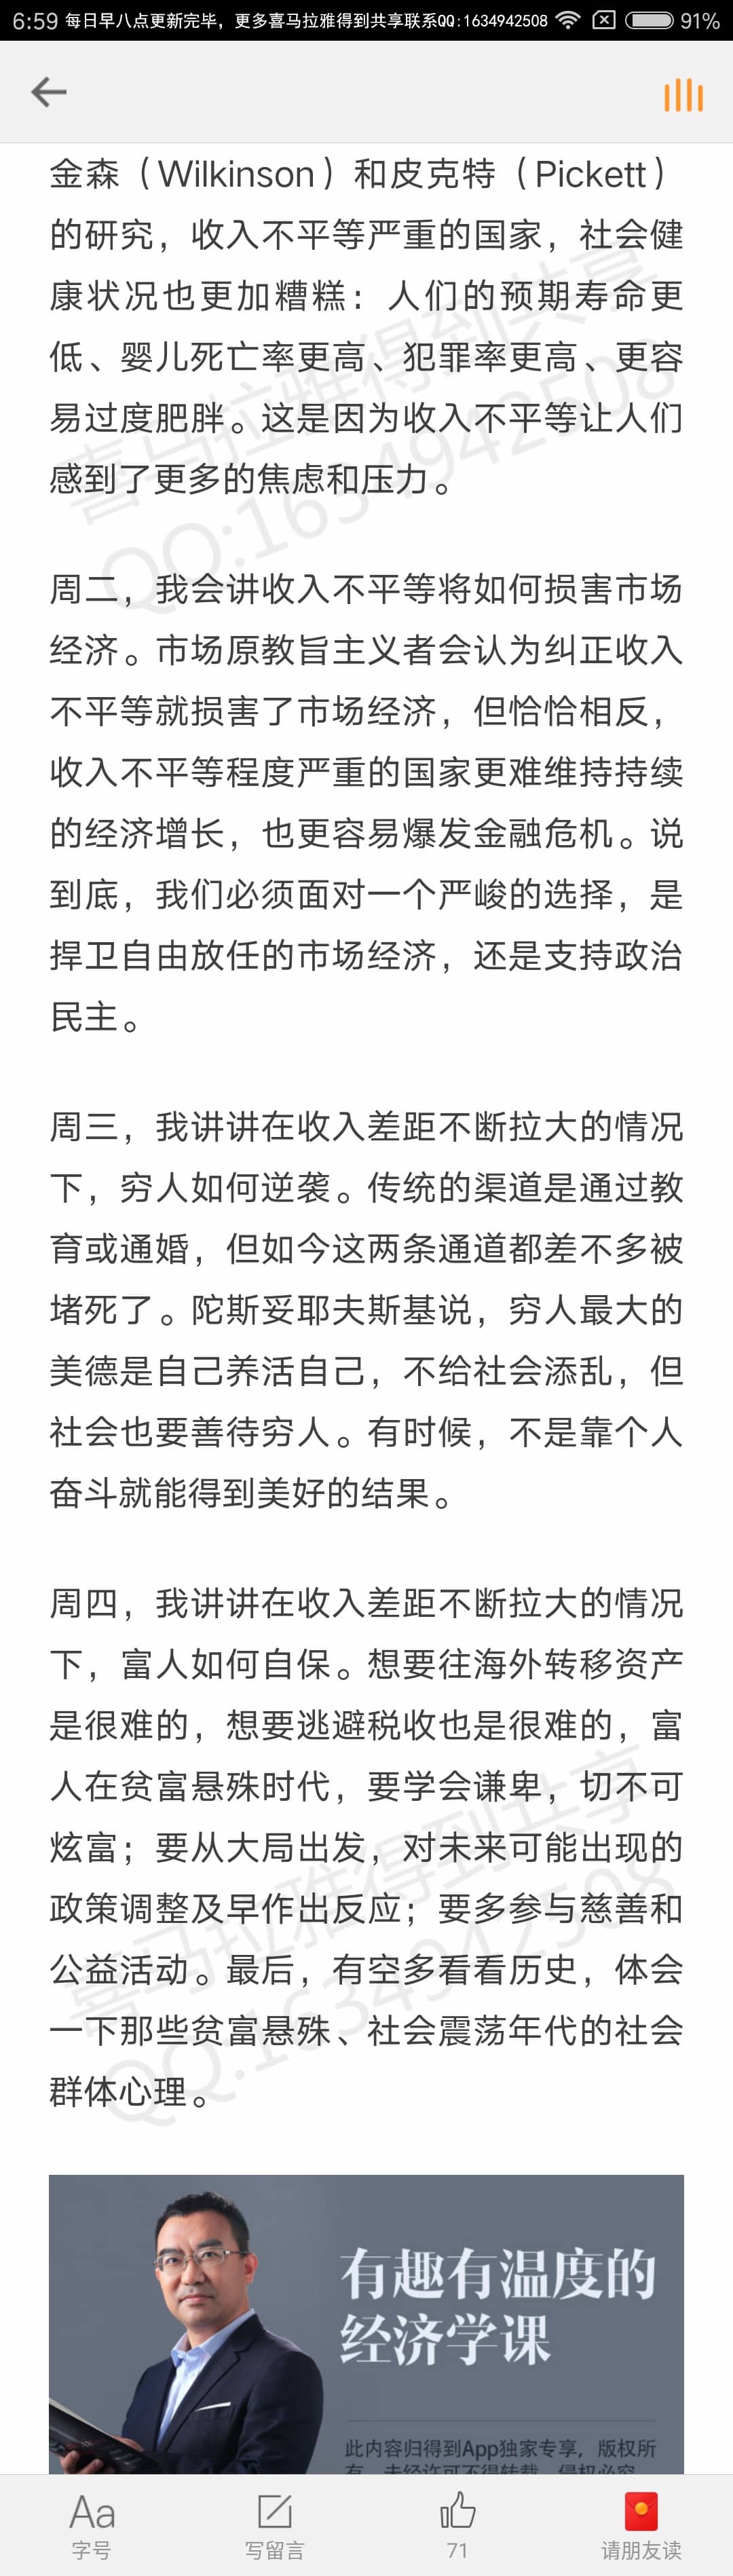 6:59 每日早八点更新完毕，更多喜马拉雅得到共享联系QQ:1634942508 91%
金森（Wilkinson）和皮克特（Pickett）
的研究，收入不平等严重的国家，社会健
康状况也更加糟糕：人们的预期寿命更
低、婴儿死亡率更高、犯罪率更高、更容
易过度肥胖。这是因为收入不平等让人们
感到了更多的焦虑和压力。
喜马拉雅得到共享
QQ:1634942508
周二，我会讲收入不平等将如何损害市场
经济。市场原教旨主义者会认为纠正收入
不平等就损害了市场经济，但恰恰相反，
收入不平等程度严重的国家更难维持持续
的经济增长，也更容易爆发金融危机。说
到底，我们必须面对一个严峻的选择，是
捍卫自由放任的市场经济，还是支持政治
民主。
周三，我讲讲在收入差距不断拉大的情况
下，穷人如何逆袭。传统的渠道是通过教
育或通婚，但如今这两条通道都差不多被
堵死了。陀斯妥耶夫斯基说，穷人最大的
美德是自己养活自己，不给社会添乱，但
社会也要善待穷人。有时候，不是靠个人
奋斗就能得到美好的结果。
周四，我讲讲在收入差距不断拉大的情况
下，富人如何自保。想要往海外转移资产
是很难的，想要逃避税收也是很难的，富
人在贫富悬殊时代，要学会谦卑，切不可
炫富；要从大局出发，对未来可能出现的
政策调整及早作出反应；要多参与慈善和
公益活动。最后，有空多看看历史，体会
一下那些贫富悬殊、社会震荡年代的社会
群体心理。
喜马拉雅得到共享
QQ:1634942508
有趣有温度的
经济学课
此内容归得到App独家专享，版权所
有，未经许可不得转载，侵权必究
Aa
字号
写留言
71
请朋友读